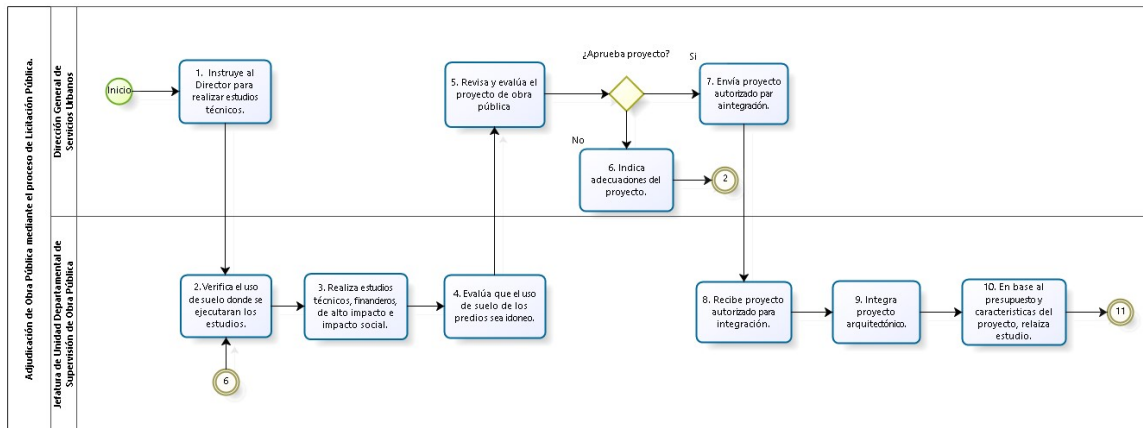 Adjudicación de Obra Pública mediante el proceso de Licitación Pública.
Dirección General de
Servicios Urbanos
Inicio
1. Instruye al
Director para
realizar estudios
técnicos.
5. Revisa y evalúa el
proyecto de obra
pública
¿Aprueba proyecto?
Si
7. Envía proyecto
autorizado par
aintegración.
No
6. Indica
adecuaciones del
proyecto.
2
Jefatura de Unidad Departamental de
Supervisión de Obra Pública
2.Verifica el uso
de suelo donde se
ejecutaran los
estudios.
3. Realiza estudios
técnicos, finanderos,
de alto impacto e
impacto social.
4. Evalúa que el uso
de suelo de los
predios sea idoneo.
8. Recibe proyecto
autorizado para
integración.
9. Integra
proyecto
arquitectónico.
10. En base al
presupuesto y
caracteristicas del
proyecto, relaiza
estudio.
11
6